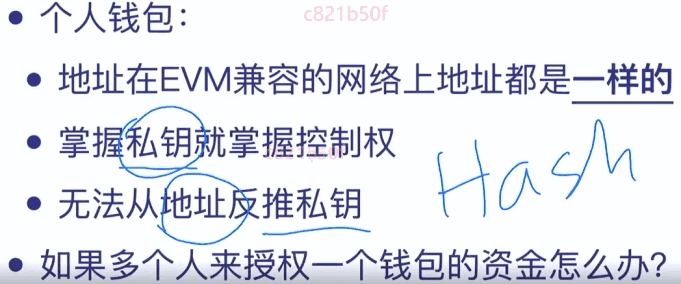 c821b50f
• 个人钱包：
• 地址在EVM兼容的网络上地址都是一样的
• 掌握私钥就掌握控制权
• 无法从地址反推私钥
Hash
• 如果多个人来授权一个钱包的资金怎么办？